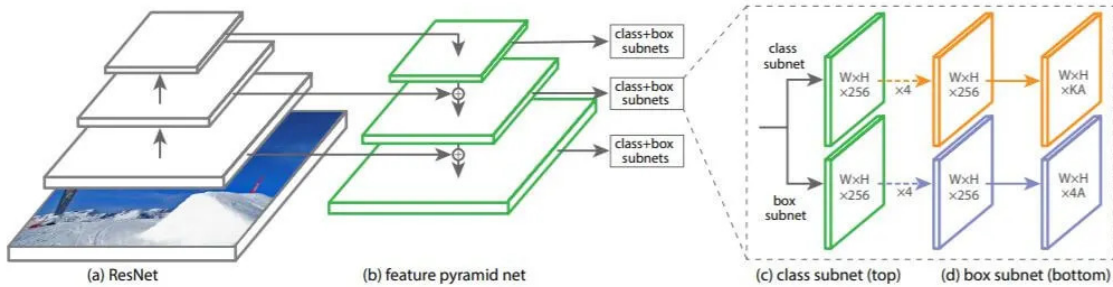 class+box
subnets
class+box
subnets
class+box
subnets
class
subnet
W×H
×256
×4
W×H
×256
W×H
×KA
box
subnet
W×H
×256
×4
W×H
×256
W×H
×4A
(a) ResNet
(b) feature pyramid net
(c) class subnet (top)
(d) box subnet (bottom)